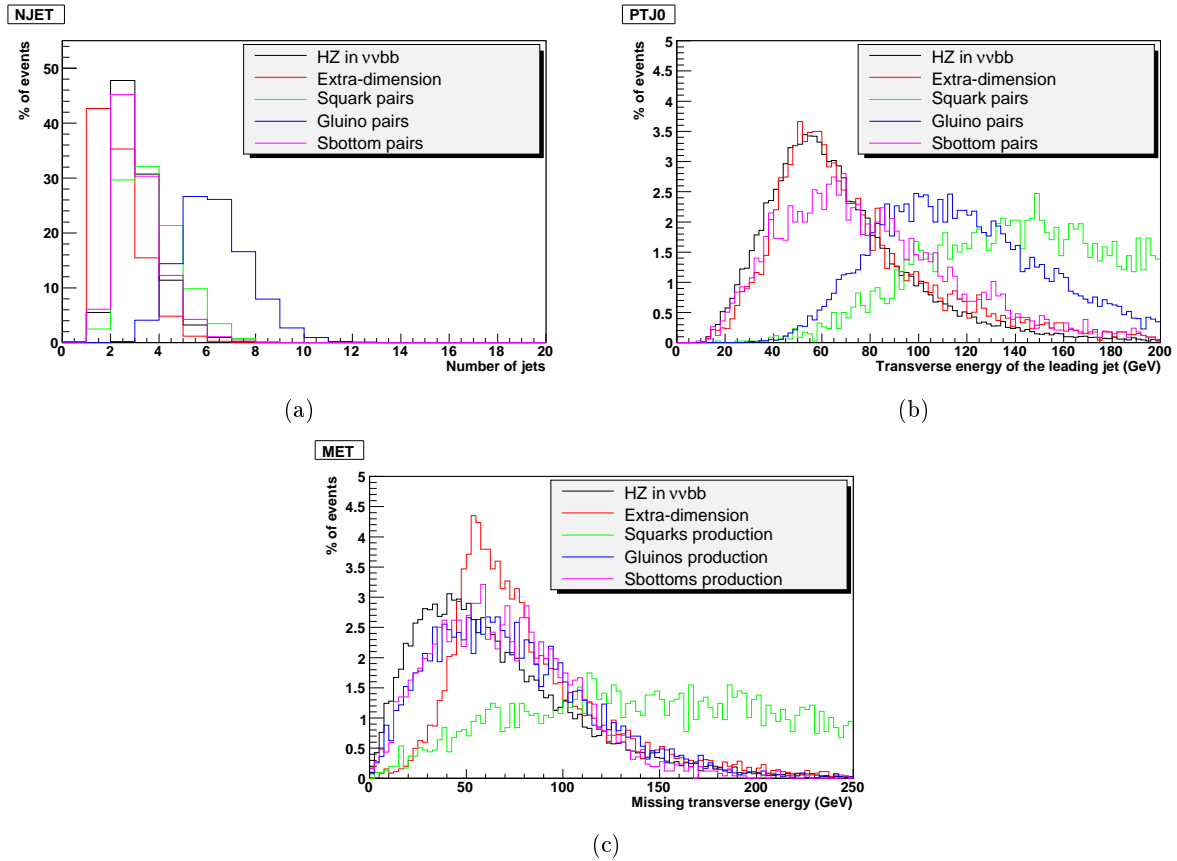 NJET
% of events
50
40
30
20
10
0
HZ in ννbb
Extra-dimension
Squark pairs
Gluino pairs
Sbottom pairs
0 2 4 6 8 10 12 14 16 18 20
Number of jets
(a)
PTJ0
% of events
5
4.5
4
3.5
3
2.5
2
1.5
1
0.5
0
HZ in ννbb
Extra-dimension
Squark pairs
Gluino pairs
Sbottom pairs
0 20 40 60 80 100 120 140 160 180 200
Transverse energy of the leading jet (GeV)
(b)
MET
% of events
5
4.5
4
3.5
3
2.5
2
1.5
1
0.5
0
HZ in ννbb
Extra-dimension
Squarks production
Gluinos production
Sbottoms production
0 50 100 150 200 250
Missing transverse energy (GeV)
(c)